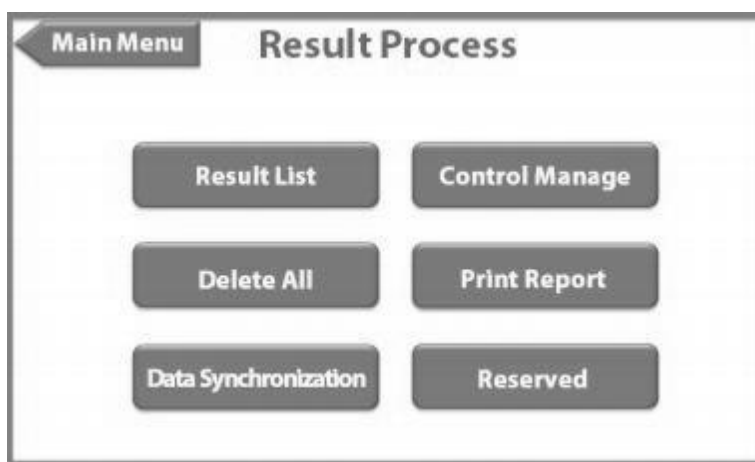 Main Menu
Result Process
Result List
Control Manage
Delete All
Print Report
Data Synchronization
Reserved